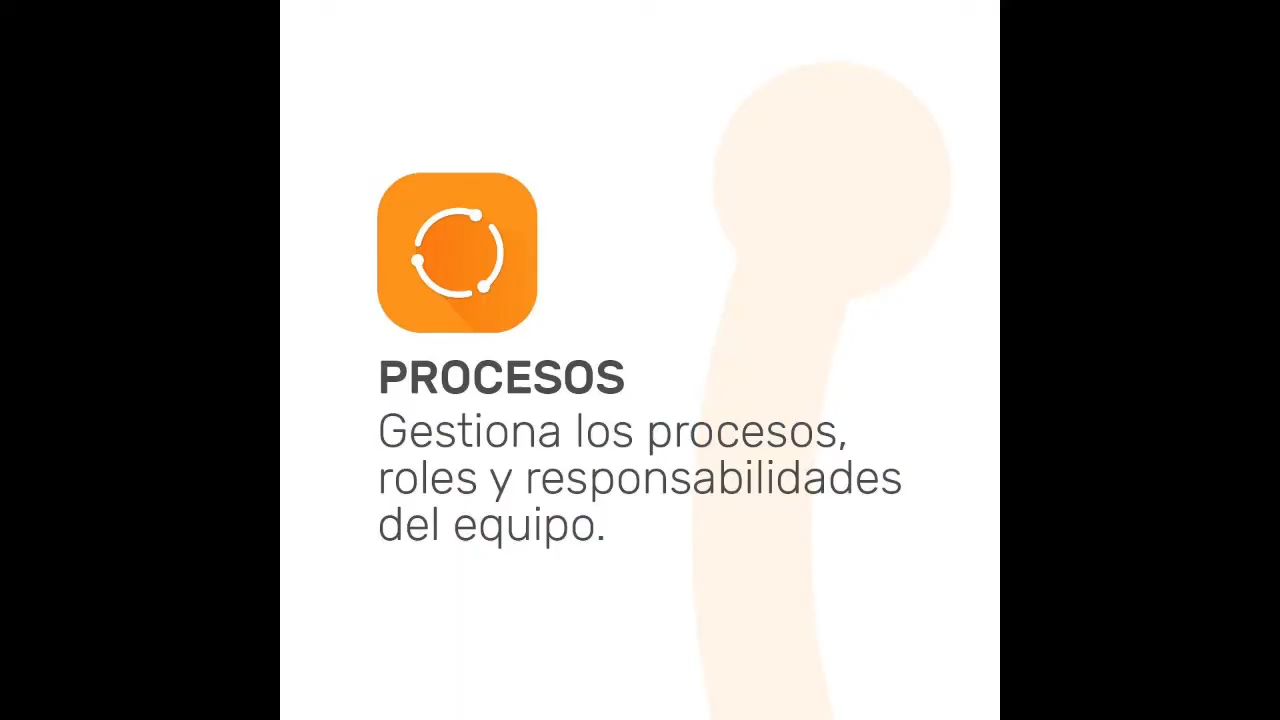 PROCESOS
Gestiona los procesos,
roles y responsabilidades
del equipo.